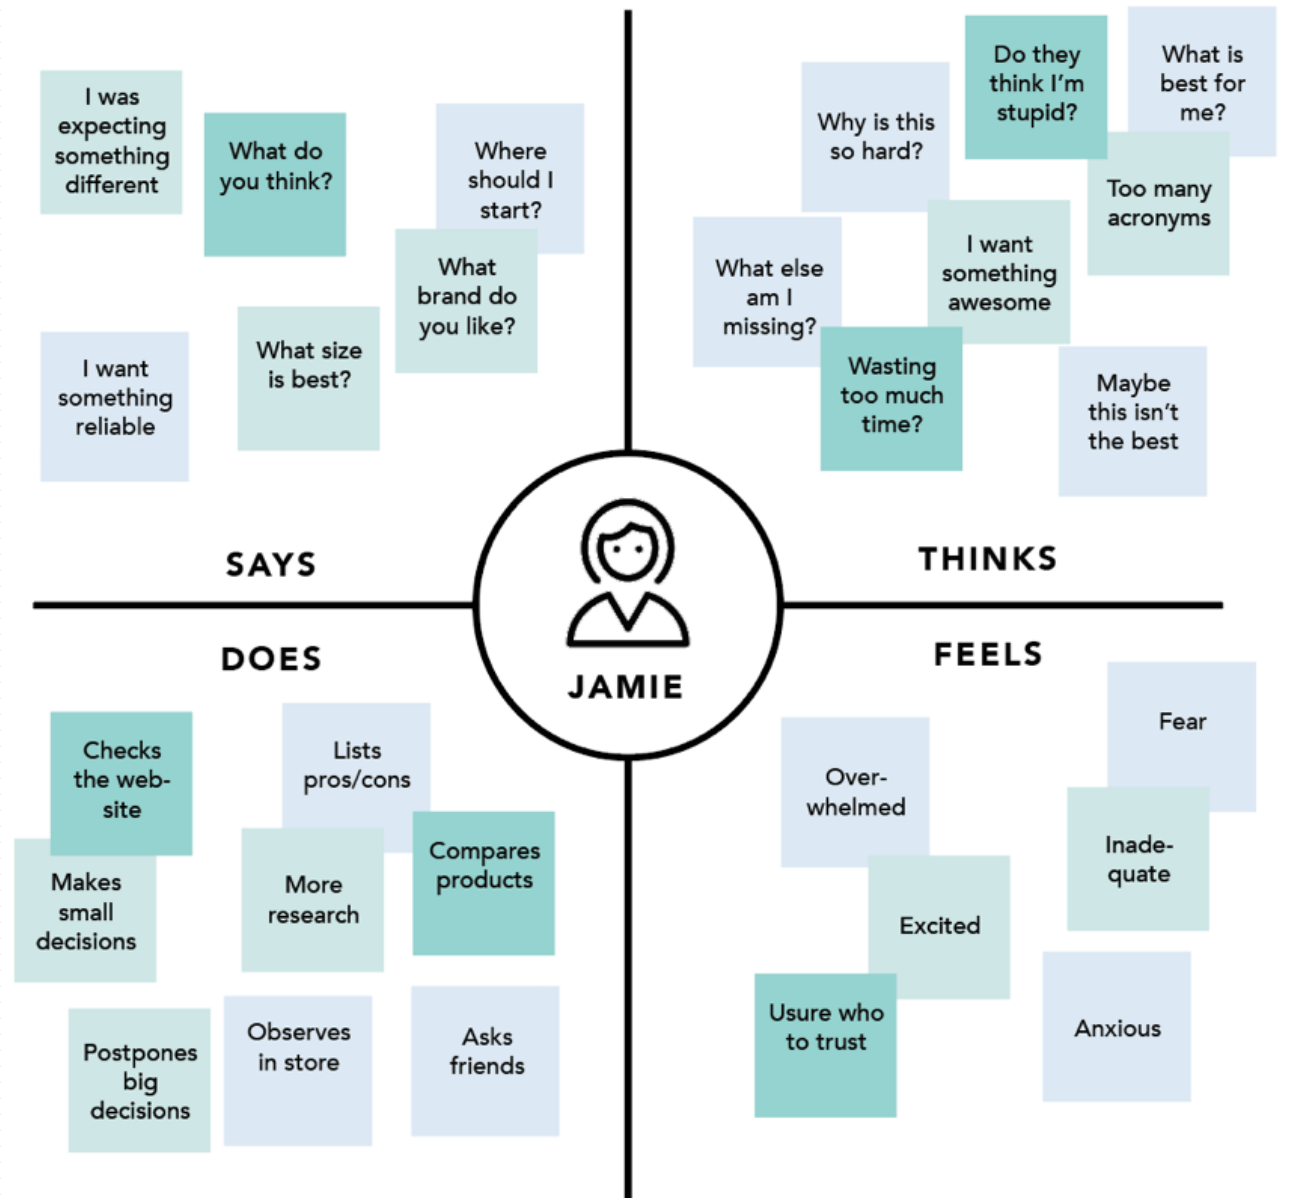 I was
expecting
something
different
What do
you think?
Where
should I
start?
What
brand do
you like?
I want
something
reliable
What size
is best?
SAYS
Why is this
so hard?
Do they
think I'm
stupid?
What is
best for
me?
Too many
acronyms
I want
something
awesome
What else
am I
missing?
Wasting
too much
time?
Maybe
this isn't
the best
THINKS
JAMIE
DOES
Checks
the web-
site
Lists
pros/cons
Compares
products
Makes
small
decisions
More
research
Postpones
big
decisions
Observes
in store
Asks
friends
FEELS
Fear
Over-
whelmed
Inade-
quate
Excited
Usure who
to trust
Anxious